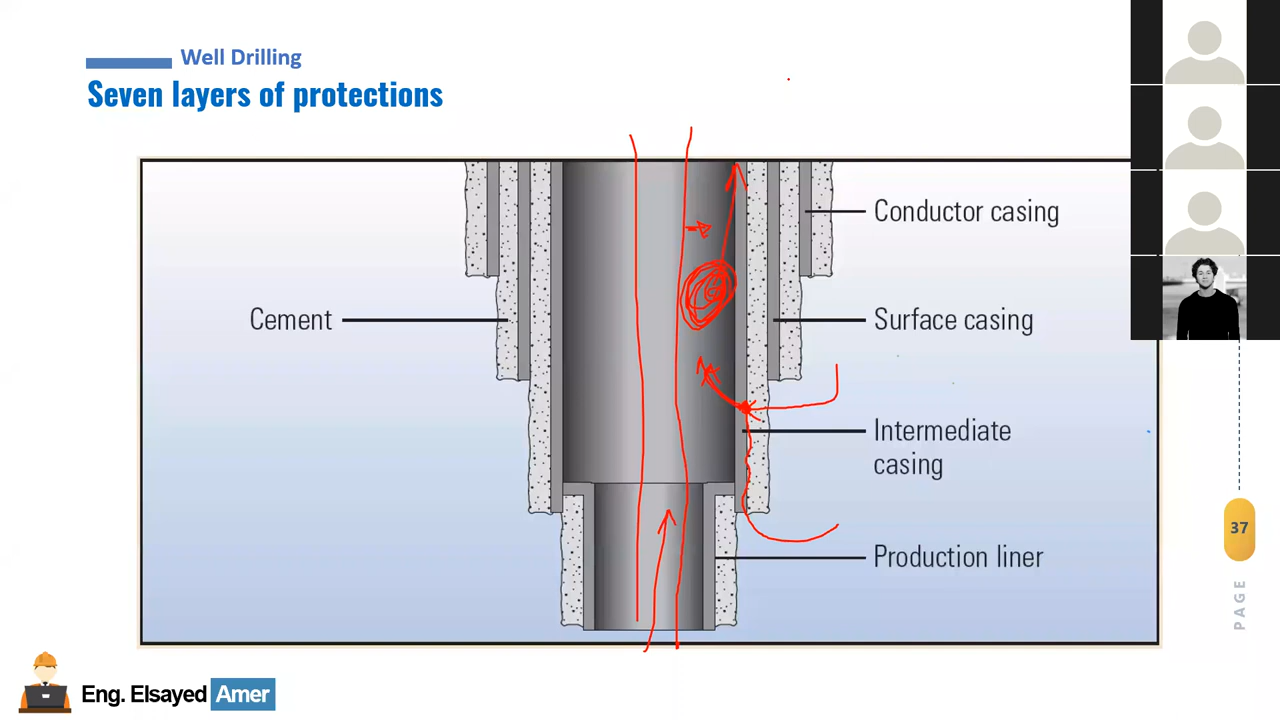 Well Drilling
Seven layers of protections
Conductor casing
Cement
Surface casing
Intermediate
casing
Production liner
37
PAGE
Eng. Elsayed Amer